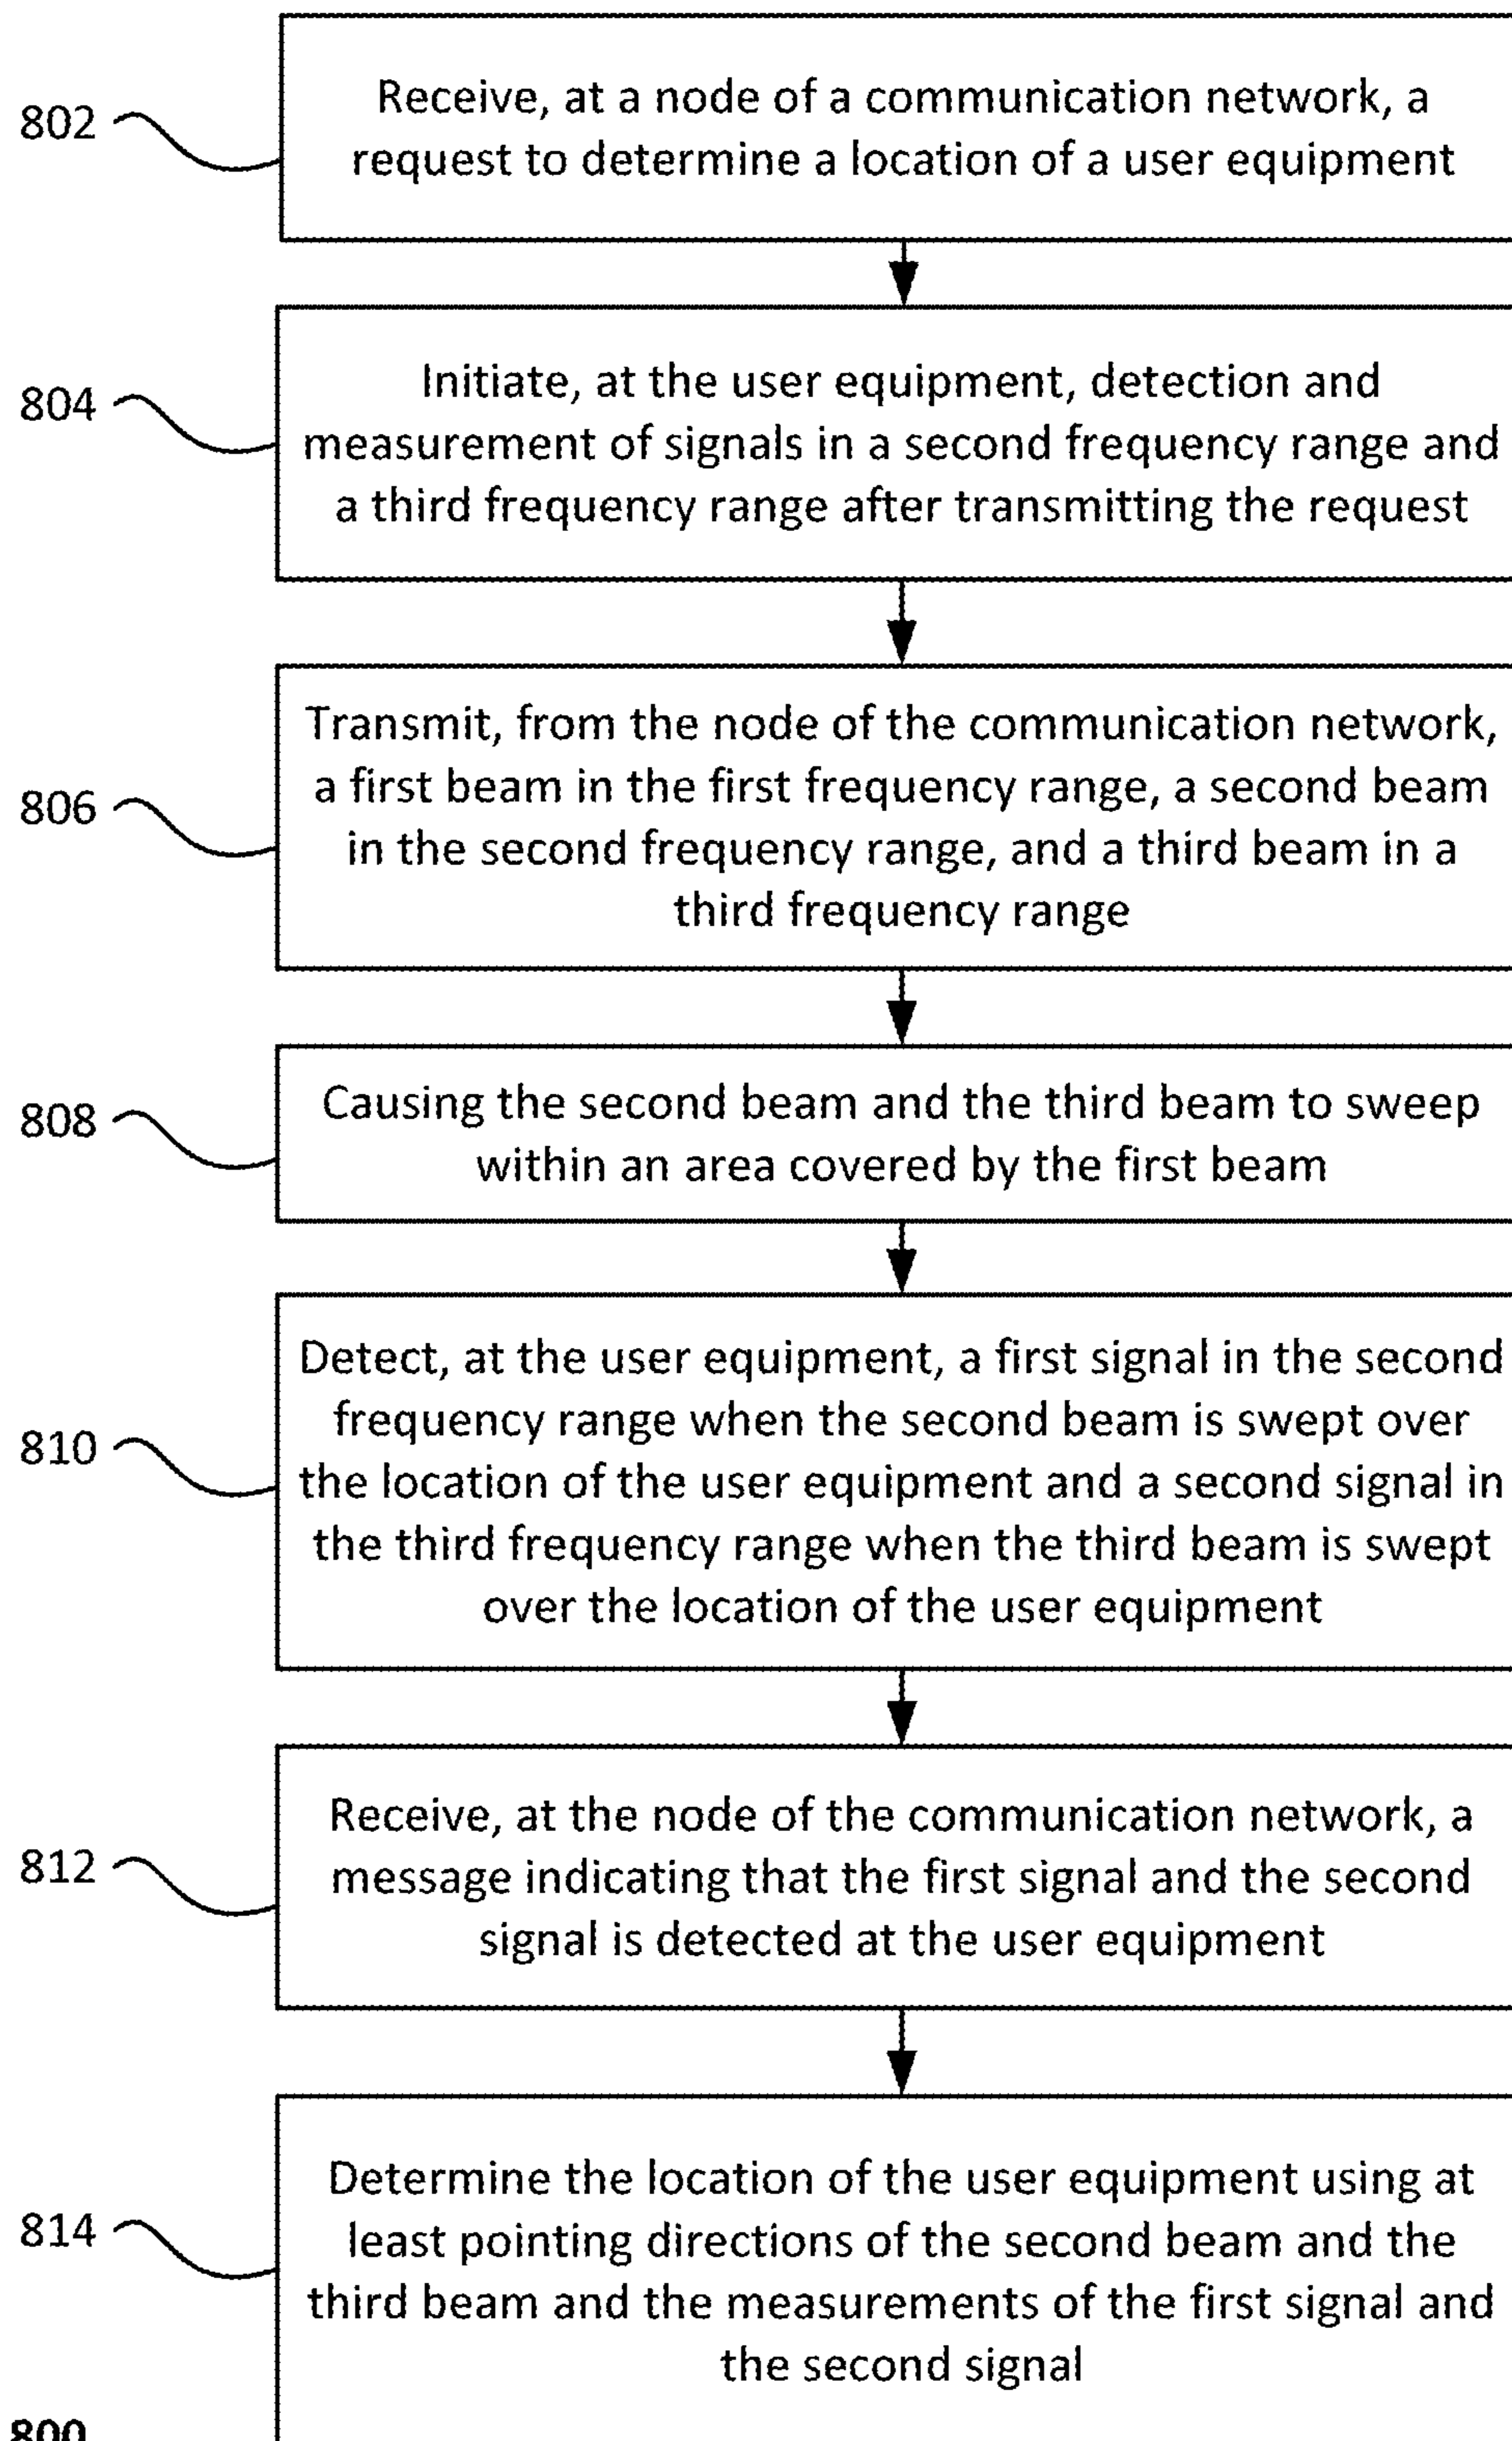 802
Receive, at a node of a communication network, a
request to determine a location of a user equipment
804
Initiate, at the user equipment, detection and
measurement of signals in a second frequency range and
a third frequency range after transmitting the request
806
Transmit, from the node of the communication network,
a first beam in the first frequency range, a second beam
in the second frequency range, and a third beam in a
third frequency range
808
Causing the second beam and the third beam to sweep
within an area covered by the first beam
810
Detect, at the user equipment, a first signal in the second
frequency range when the second beam is swept over
the location of the user equipment and a second signal in
the third frequency range when the third beam is swept
over the location of the user equipment
812
Receive, at the node of the communication network, a
message indicating that the first signal and the second
signal is detected at the user equipment
814
Determine the location of the user equipment using at
least pointing directions of the second beam and the
third beam and the measurements of the first signal and
the second signal
800